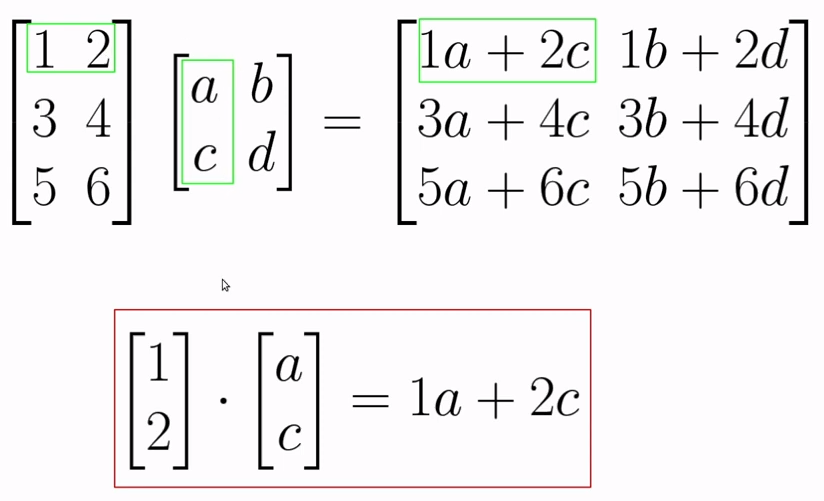 [1 2; 3 4; 5 6] [a b; c d] = [1a + 2c 1b + 2d; 3a + 4c 3b + 4d; 5a + 6c 5b + 6d]
[1; 2] · [a; c] = 1a + 2c